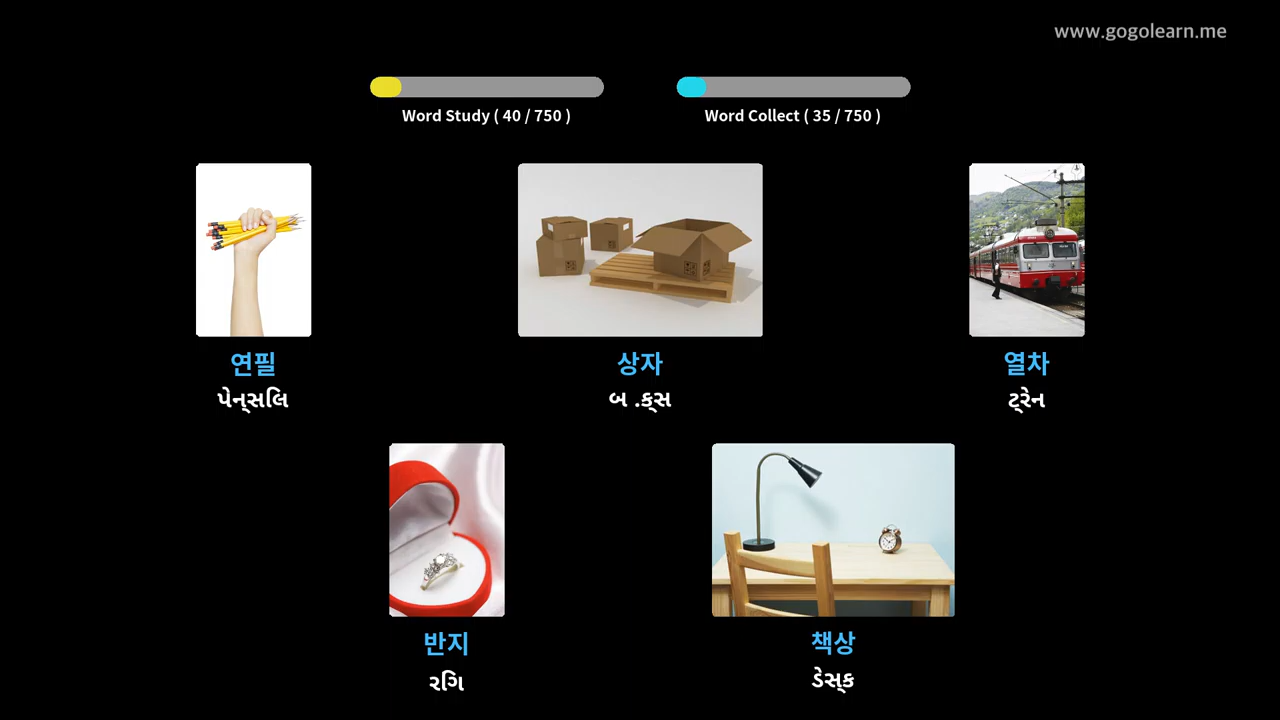 www.gogolearn.me
Word Study ( 40 / 750 )
Word Collect ( 35 / 750 )
연필
પેન્સલિ
상자
બ .ક્સ
열차
ટ્રેન
반지
રગિ
책상
ડેસ્ક